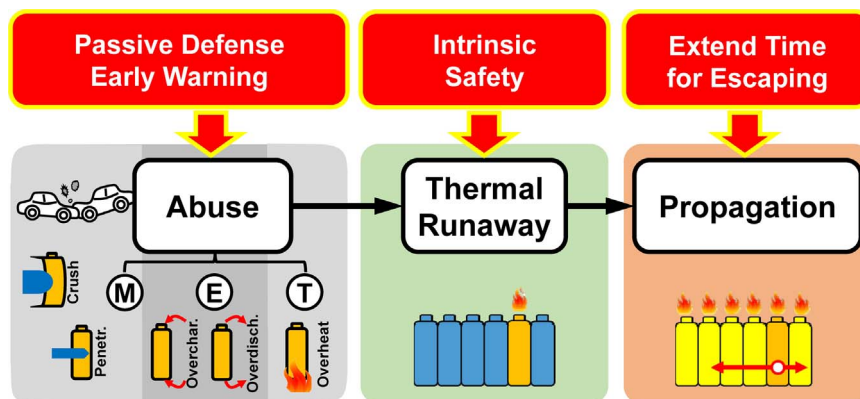 Passive Defense
Early Warning
Intrinsic
Safety
Extend Time
for Escaping
Abuse
Thermal
Runaway
Propagation
M
E
T
Crush
Penetr.
Overchar.
Overdisch.
Overheat